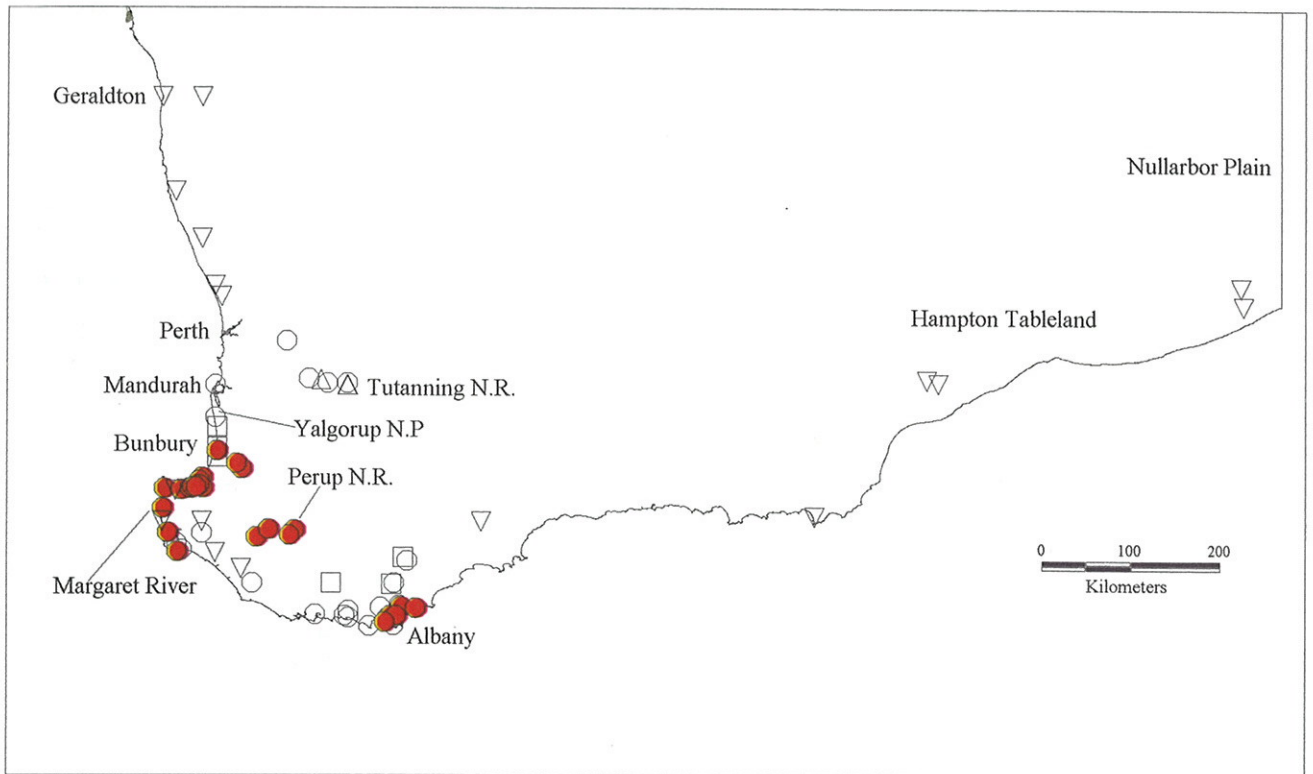 Geraldton
Nullarbor Plain
Perth
Hampton Tableland
Mandurah
Tutanning N.R.
Yalgorup N.P
Bunbury
Perup N.R.
0 100 200
Kilometers
Margaret River
Albany